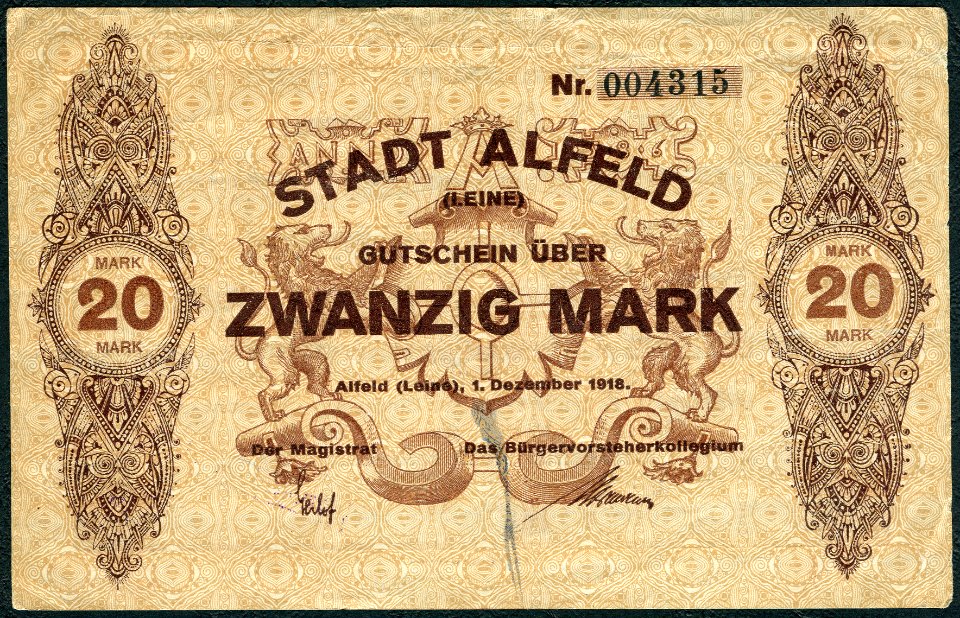 Nr. 004315
STADT ALFELD
(LEINE)
GUTSCHEIN ÜBER
ZWANZIG MARK
MARK
20
MARK
MARK
20
MARK
Alfeld (Leine), 1. Dezember 1918.
Der Magistrat Das Bürgervorsteherkollegium